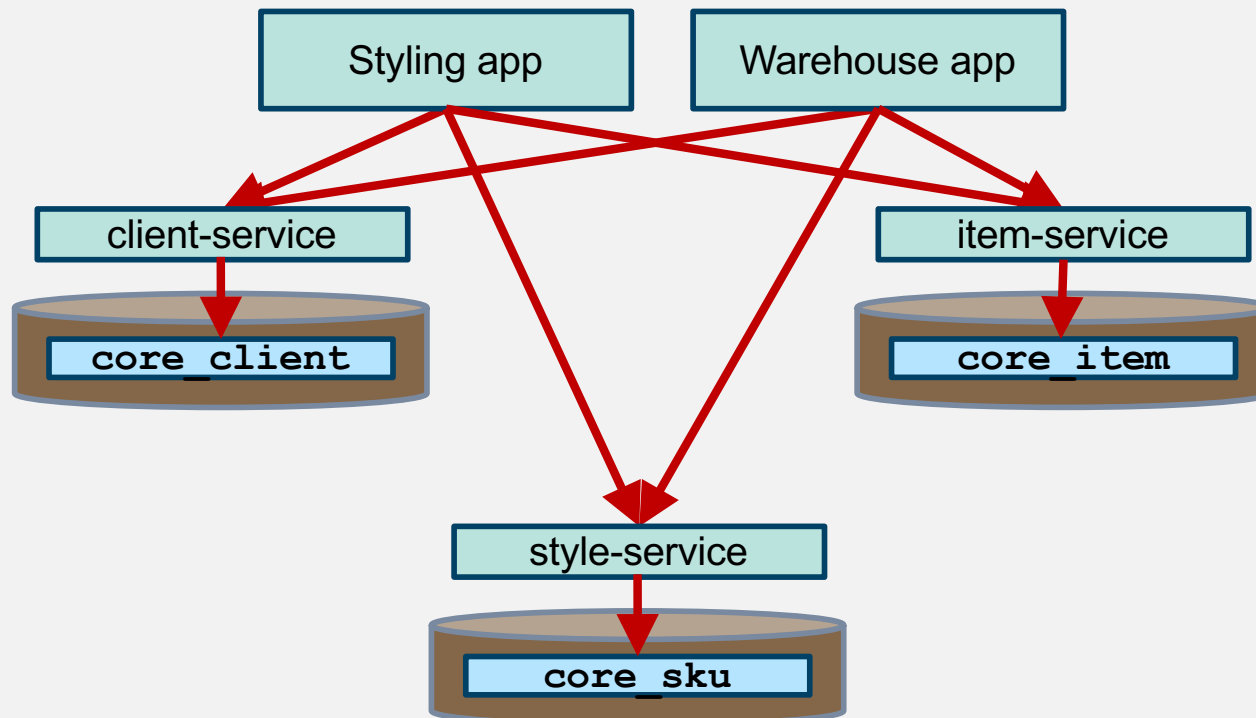 Styling app
Warehouse app
client-service
item-service
core_client
core_item
style-service
core_sku